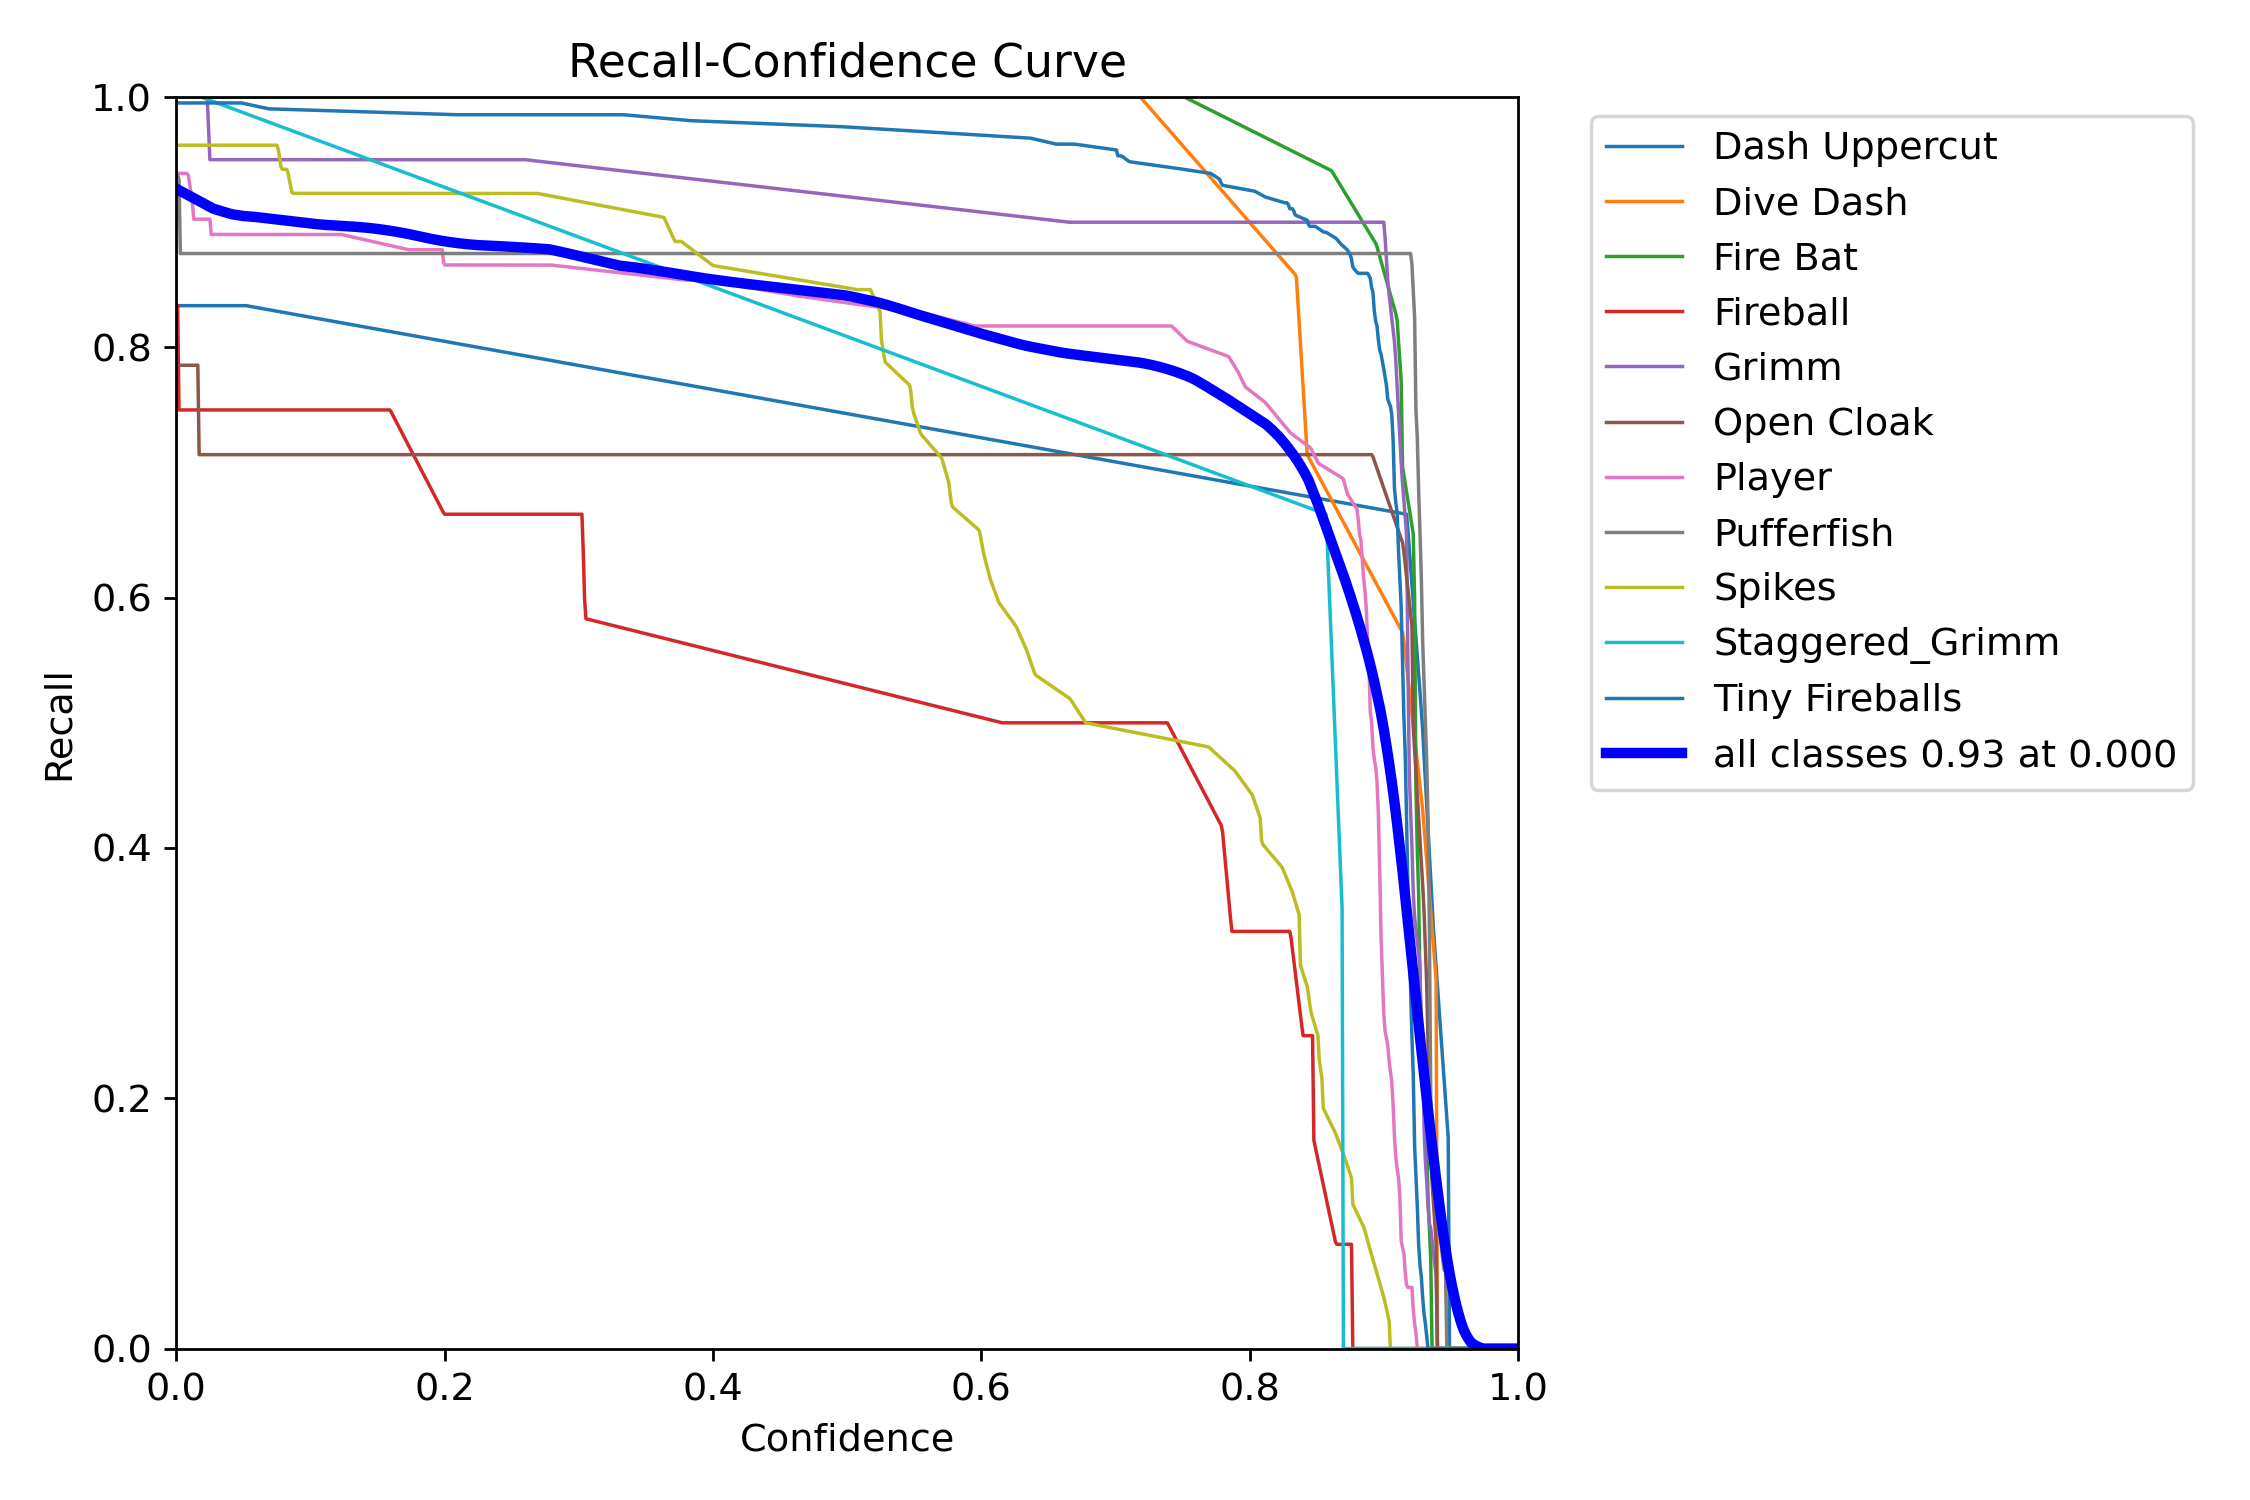 Recall-Confidence Curve
1.0
0.8
0.6
0.4
0.2
0.0
Recall
0.0 0.2 0.4 0.6 0.8 1.0
Confidence
Dash Uppercut
Dive Dash
Fire Bat
Fireball
Grimm
Open Cloak
Player
Pufferfish
Spikes
Staggered_Grimm
Tiny Fireballs
all classes 0.93 at 0.000